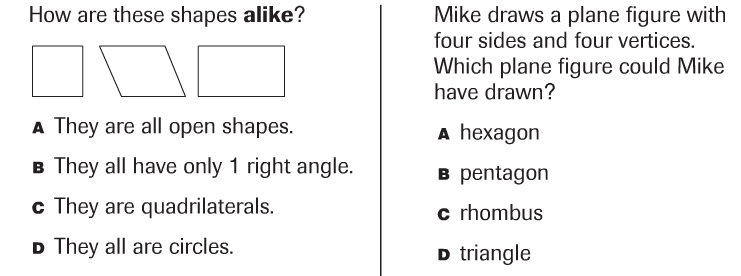 How are these shapes alike?
A They are all open shapes.
B They all have only 1 right angle.
C They are quadrilaterals.
D They all are circles.
Mike draws a plane figure with
four sides and four vertices.
Which plane figure could Mike
have drawn?
A hexagon
B pentagon
C rhombus
D triangle